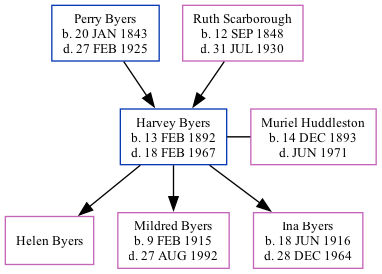 Perry Byers
b. 20 JAN 1843
d. 27 FEB 1925
Ruth Scarborough
b. 12 SEP 1848
d. 31 JUL 1930
Harvey Byers
b. 13 FEB 1892
d. 18 FEB 1967
Muriel Huddleston
b. 14 DEC 1893
d. JUN 1971
Helen Byers
Mildred Byers
b. 9 FEB 1915
d. 27 AUG 1992
Ina Byers
b. 18 JUN 1916
d. 28 DEC 1964